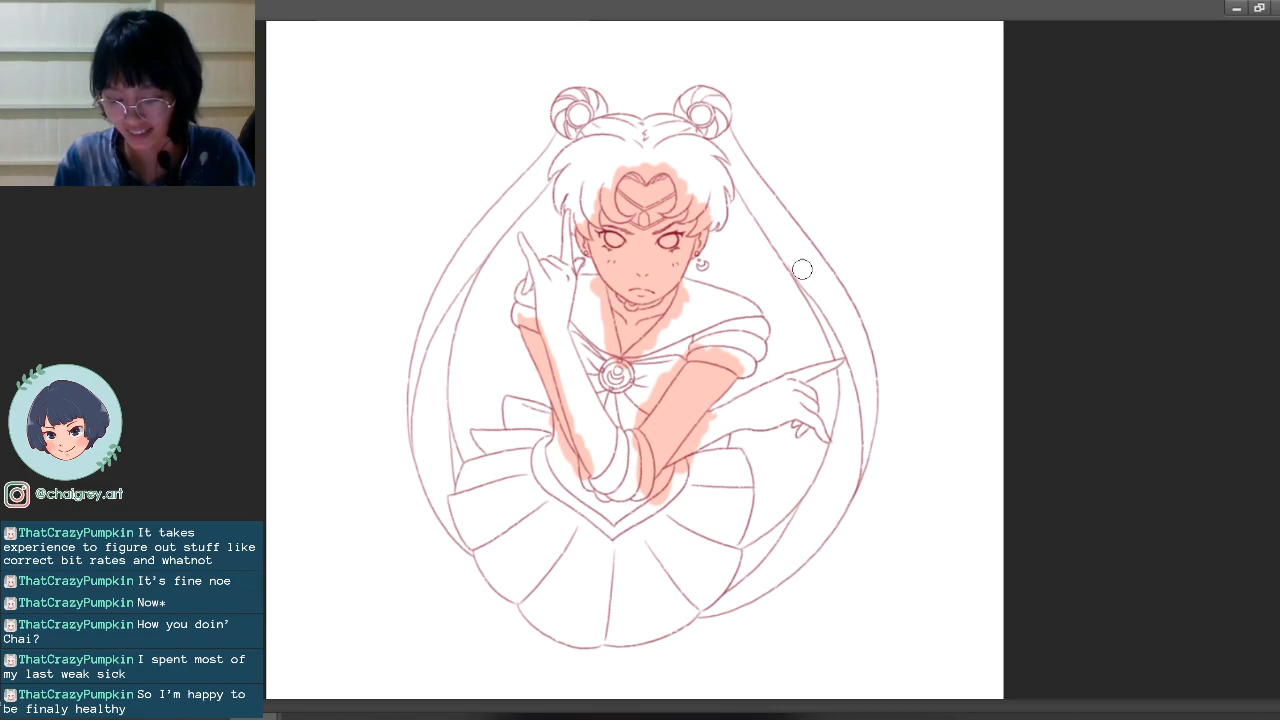 @chaigrey.art
ThatCrazyPumpkin It takes
experience to figure out stuff like
correct bit rates and whatnot
ThatCrazyPumpkin It's fine noe
ThatCrazyPumpkin Now*
ThatCrazyPumpkin How you doin'
Chai?
ThatCrazyPumpkin I spent most of
my last weak sick
ThatCrazyPumpkin So I'm happy to
be finaly healthy